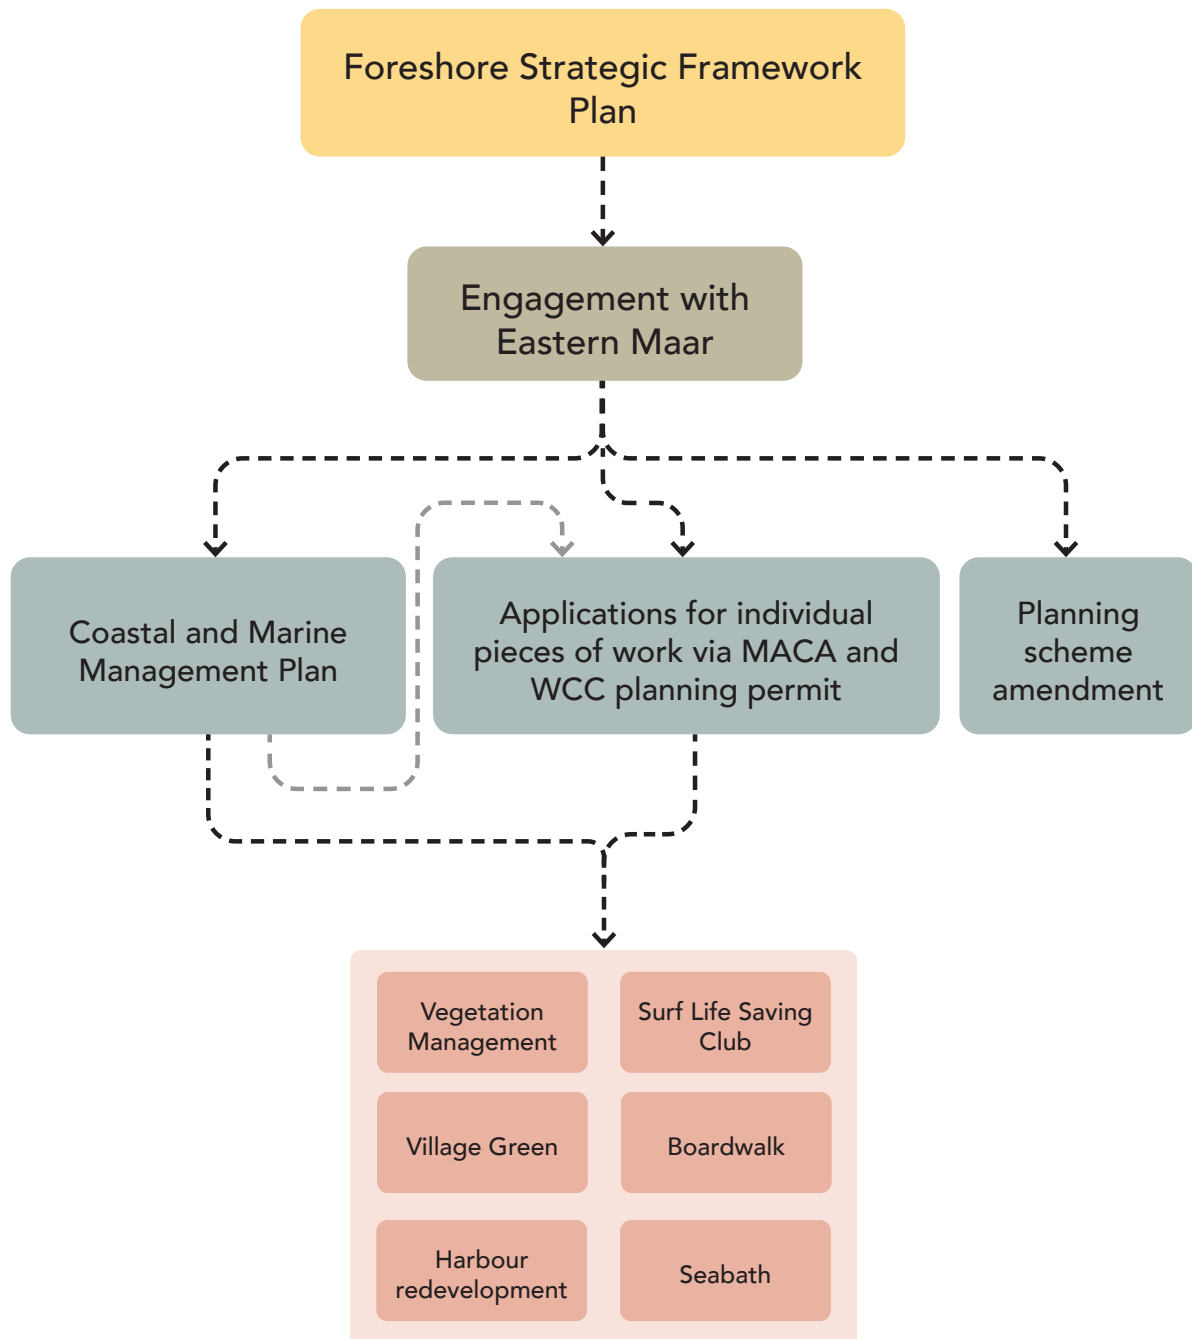 Foreshore Strategic Framework
Plan
Engagement with
Eastern Maar
Coastal and Marine
Management Plan
Applications for individual
pieces of work via MACA and
WCC planning permit
Planning
scheme
amendment
Vegetation
Management
Surf Life Saving
Club
Village Green
Boardwalk
Harbour
redevelopment
Seabath